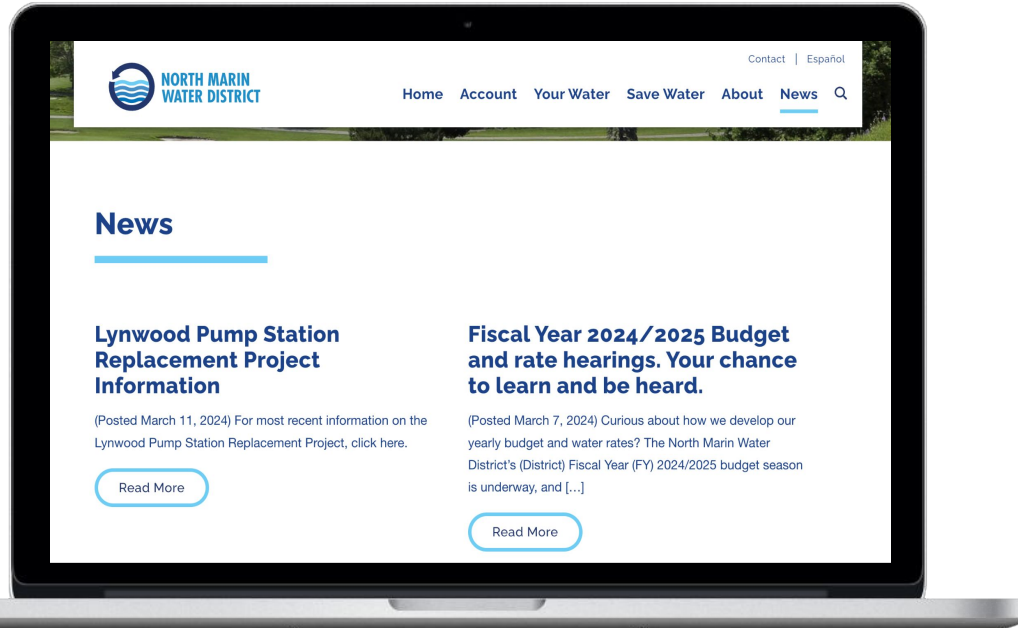 Contact | Español
NORTH MARIN
WATER DISTRICT
Home Account Your Water Save Water About News
News
Lynwood Pump Station
Replacement Project
Information
(Posted March 11, 2024) For most recent information on the
Lynwood Pump Station Replacement Project, click here.
Read More
Fiscal Year 2024/2025 Budget
and rate hearings. Your chance
to learn and be heard.
(Posted March 7, 2024) Curious about how we develop our
yearly budget and water rates? The North Marin Water
District's (District) Fiscal Year (FY) 2024/2025 budget season
is underway, and […]
Read More